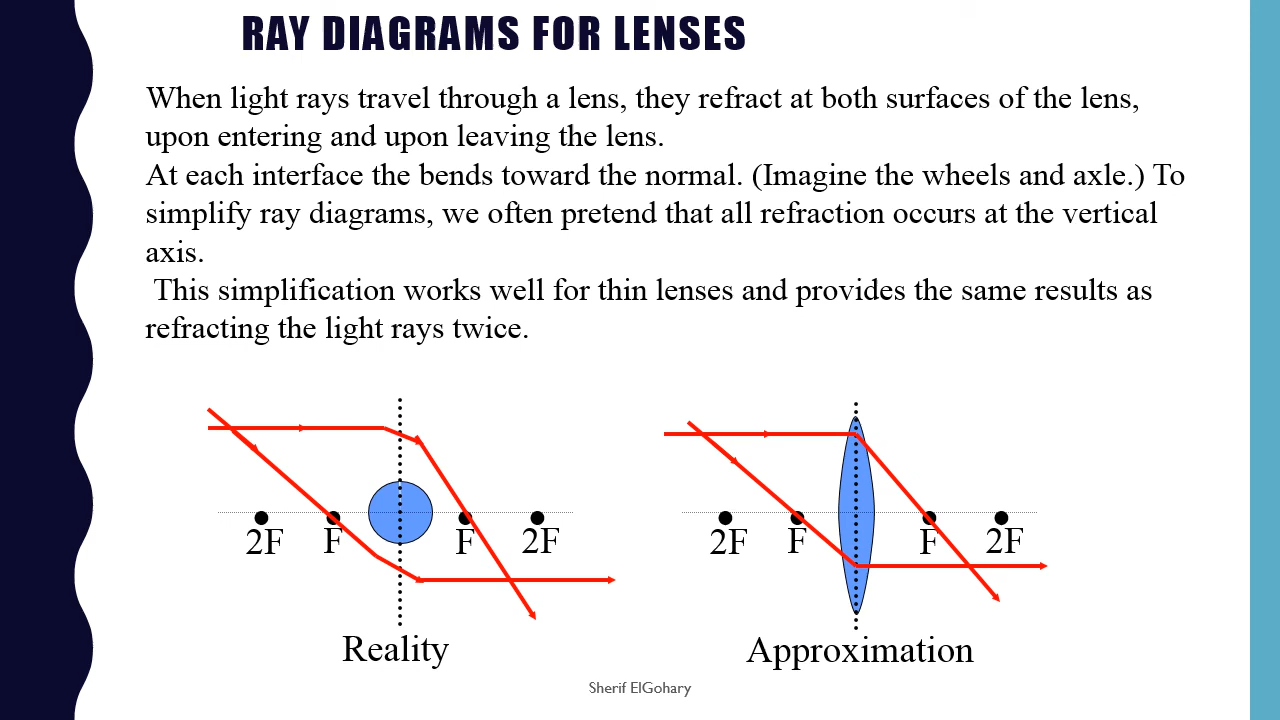 RAY DIAGRAMS FOR LENSES
When light rays travel through a lens, they refract at both surfaces of the lens,
upon entering and upon leaving the lens.
At each interface the bends toward the normal. (Imagine the wheels and axle.) To
simplify ray diagrams, we often pretend that all refraction occurs at the vertical
axis.
This simplification works well for thin lenses and provides the same results as
refracting the light rays twice.
2F F F 2F
2F F F 2F
Reality
Approximation
Sherif ElGohary